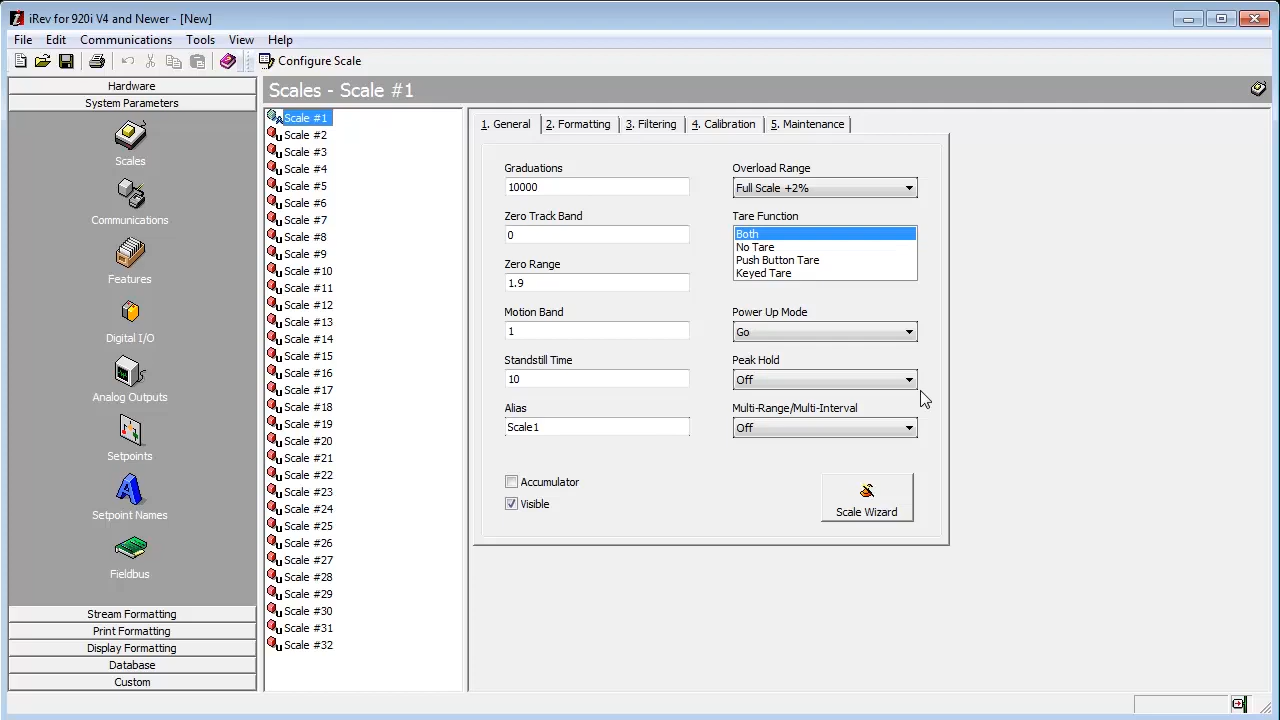 iRev for 920i V4 and Newer - [New]
File Edit Communications Tools View Help
Configure Scale
Hardware
System Parameters
Scales
Communications
Features
Digital I/O
Analog Outputs
Setpoints
Setpoint Names
Fieldbus
Stream Formatting
Print Formatting
Display Formatting
Database
Custom
Scales - Scale #1
Scale #1
Scale #2
Scale #3
Scale #4
Scale #5
Scale #6
Scale #7
Scale #8
Scale #9
Scale #10
Scale #11
Scale #12
Scale #13
Scale #14
Scale #15
Scale #16
Scale #17
Scale #18
Scale #19
Scale #20
Scale #21
Scale #22
Scale #23
Scale #24
Scale #25
Scale #26
Scale #27
Scale #28
Scale #29
Scale #30
Scale #31
Scale #32
1. General 2. Formatting 3. Filtering 4. Calibration 5. Maintenance
Graduations
10000
Zero Track Band
0
Zero Range
1.9
Motion Band
1
Standstill Time
10
Alias
Scale1
Accumulator
Visible
Overload Range
Full Scale +2%
Tare Function
Both
No Tare
Push Button Tare
Keyed Tare
Power Up Mode
Go
Peak Hold
Off
Multi-Range/Multi-Interval
Off
Scale Wizard